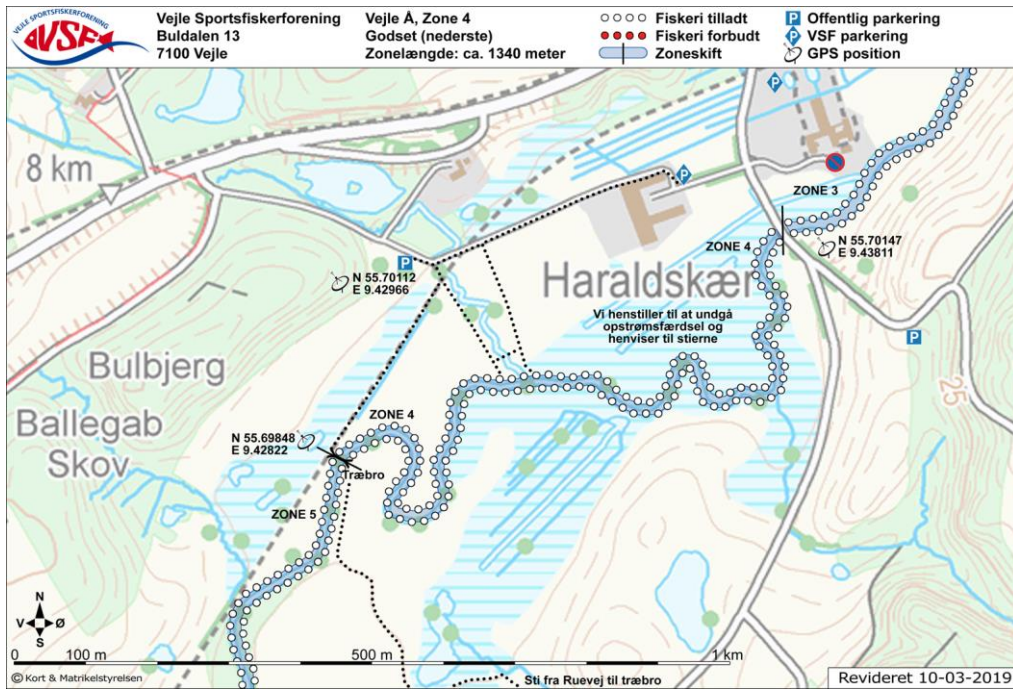 VEJLE SPORTSFISKERFORENING
VSF
Vejle Sportsfiskerforening
Buldalen 13
7100 Vejle
Vejle Å, Zone 4
Godset (nederste)
Zonelængde: ca. 1340 meter
Fiskeri tilladt
Fiskeri forbudt
Zoneskift
P Offentlig parkering
P VSF parkering
GPS position
8 km
P
P
ZONE 3
ZONE 4
N 55.70147
E 9.43811
P
N 55.70112
E 9.42966
Haraldskær
Vi henstiller til at undgå
opstrømsfærdsel og
henviser til stierne
P
25
Bulbjerg
Ballegab
Skov
ZONE 4
N 55.69848
E 9.42822
Træbro
ZONE 5
N
V Ø
S
0 100 m 500 m 1 km
© Kort & Matrikelstyrelsen
Sti fra Ruevej til træbro
Revideret 10-03-2019